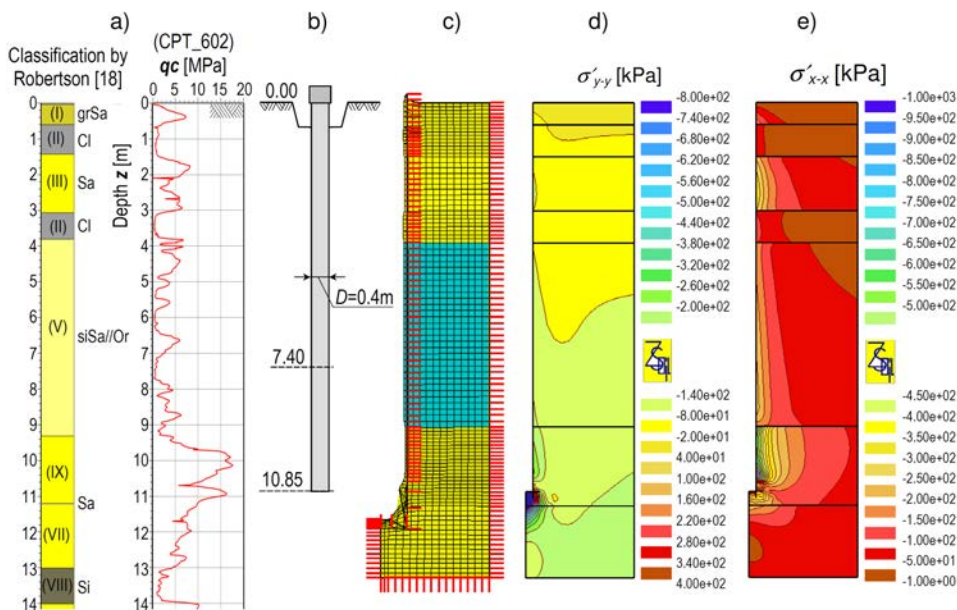 a)
b)
c)
d)
e)
Classification by
Robertson [18]
(CPT_602)
qc [MPa]
0 5 10 15 20
Depth z [m]
0
1
2
3
4
5
6
7
8
9
10
11
12
13
14
(I) grSa
(II) Cl
(III) Sa
(II) Cl
(V) siSa//Or
(IX)
Sa
(VII)
(VIII) Si
0.00
D=0.4m
7.40
10.85
σ′y-y [kPa]
-8.00e+02
-7.40e+02
-6.80e+02
-6.20e+02
-5.60e+02
-5.00e+02
-4.40e+02
-3.80e+02
-3.20e+02
-2.60e+02
-2.00e+02
-1.40e+02
-8.00e+01
-2.00e+01
4.00e+01
1.00e+02
1.60e+02
2.20e+02
2.80e+02
3.40e+02
4.00e+02
σ′x-x [kPa]
-1.00e+03
-9.50e+02
-9.00e+02
-8.50e+02
-8.00e+02
-7.50e+02
-7.00e+02
-6.50e+02
-6.00e+02
-5.50e+02
-5.00e+02
-4.50e+02
-4.00e+02
-3.50e+02
-3.00e+02
-2.50e+02
-2.00e+02
-1.50e+02
-1.00e+02
-5.00e+01
-1.00e+00